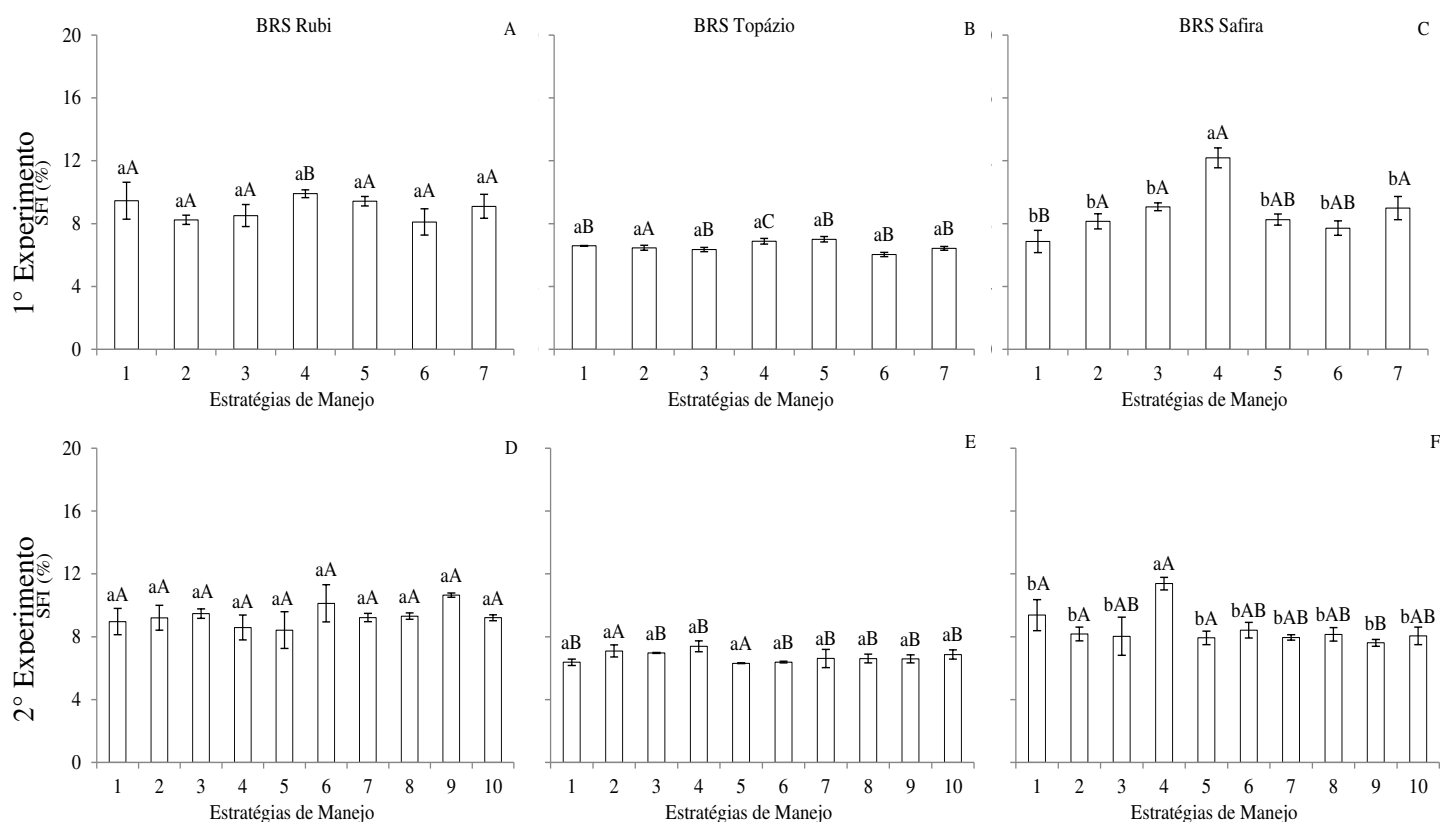 BRS Rubi A BRS Topázio B BRS Safira C
1° Experimento
SFI (%)
20
16
12
8
4
0
aA aA aA aB aA aA aA
aB aA aB aC aB aB aB
bB bA bA aA bAB bAB bA
1 2 3 4 5 6 7
1 2 3 4 5 6 7
1 2 3 4 5 6 7
Estratégias de Manejo Estratégias de Manejo Estratégias de Manejo
D E F
2° Experimento
SFI (%)
20
16
12
8
4
0
aA aA aA aA aA aA aA aA aA aA
aB aA aB aB aA aB aB aB aB aB
bA bA bAB aA bA bAB bAB bAB bB bAB
1 2 3 4 5 6 7 8 9 10
1 2 3 4 5 6 7 8 9 10
1 2 3 4 5 6 7 8 9 10
Estratégias de Manejo Estratégias de Manejo Estratégias de Manejo